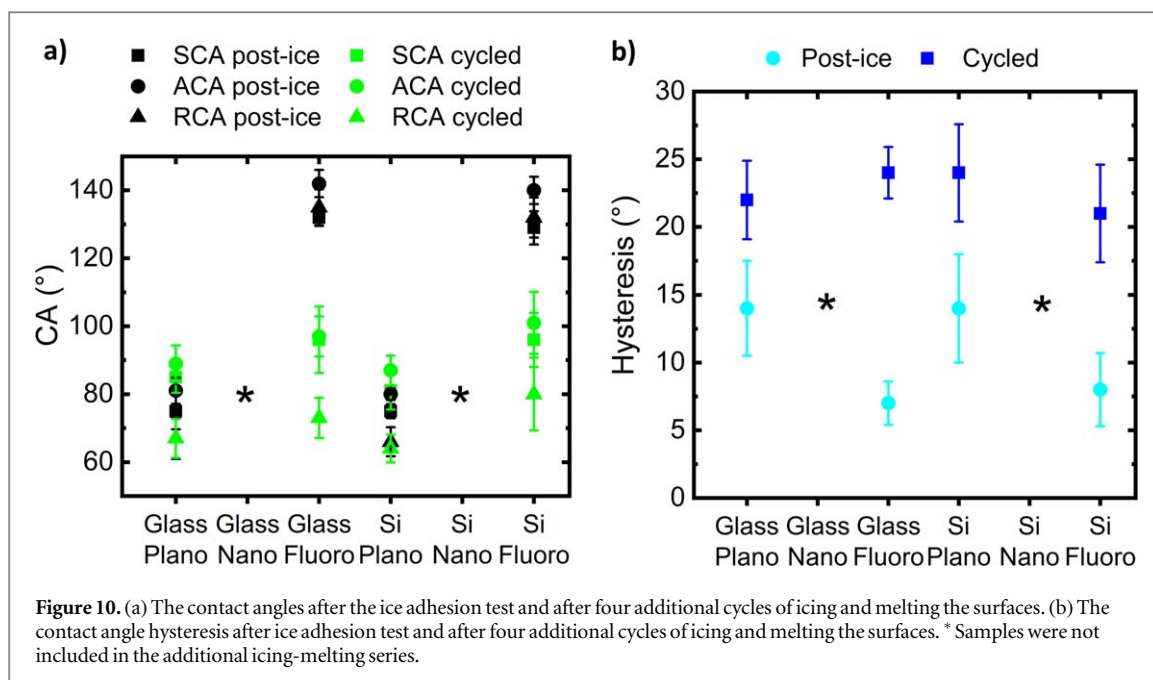 a)
SCA post-ice SCA cycled
ACA post-ice ACA cycled
RCA post-ice RCA cycled
CA (°)
140
120
100
80
60
* *
Glass Glass Glass Si Si Si
Plano Nano Fluoro Plano Nano Fluoro
b)
Post-ice Cycled
Hysteresis (°)
30
25
20
15
10
5
0
* *
Glass Glass Glass Si Si Si
Plano Nano Fluoro Plano Nano Fluoro
Figure 10. (a) The contact angles after the ice adhesion test and after four additional cycles of icing and melting the surfaces. (b) The
contact angle hysteresis after ice adhesion test and after four additional cycles of icing and melting the surfaces. * Samples were not
included in the additional icing-melting series.